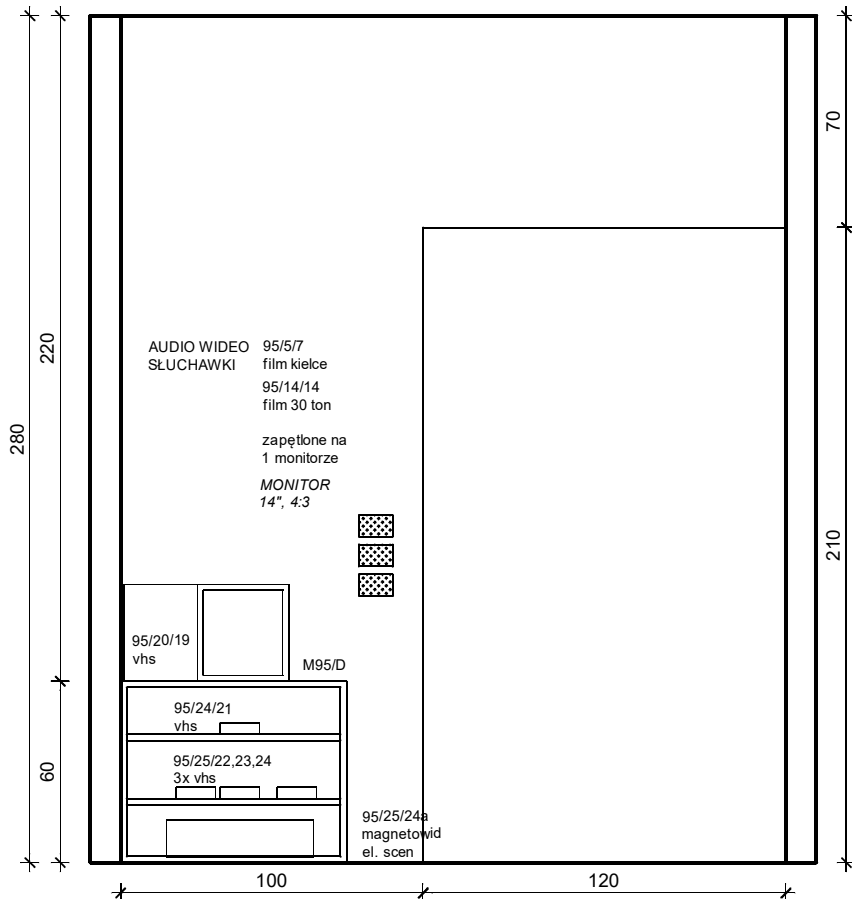 70
220
280
210
60
AUDIO WIDEO
SŁUCHAWKI
95/5/7
film kielce
95/14/14
film 30 ton
zapętlone na
1 monitorze
MONITOR
14", 4:3
95/20/19
vhs
M95/D
95/24/21
vhs
95/25/22,23,24
3x vhs
95/25/24a
magnetowid
el. scen
100
120